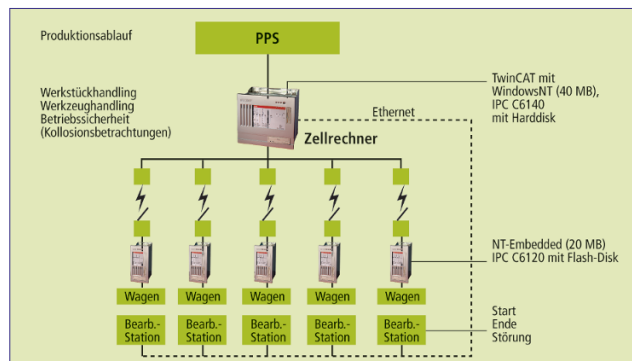 Produktionsablauf
PPS
TwinCAT mit
WindowsNT (40 MB),
IPC C6140
mit Harddisk
Werkstückhandling
Werkzeughandling
Betriebssicherheit
(Kollosionsbetrachtungen)
Ethernet
Zellrechner
NT-Embedded (20 MB)
IPC C6120 mit Flash-Disk
Wagen
Wagen
Wagen
Wagen
Wagen
Bearb.-
Station
Bearb.-
Station
Bearb.-
Station
Bearb.-
Station
Bearb.-
Station
Start
Ende
Störung